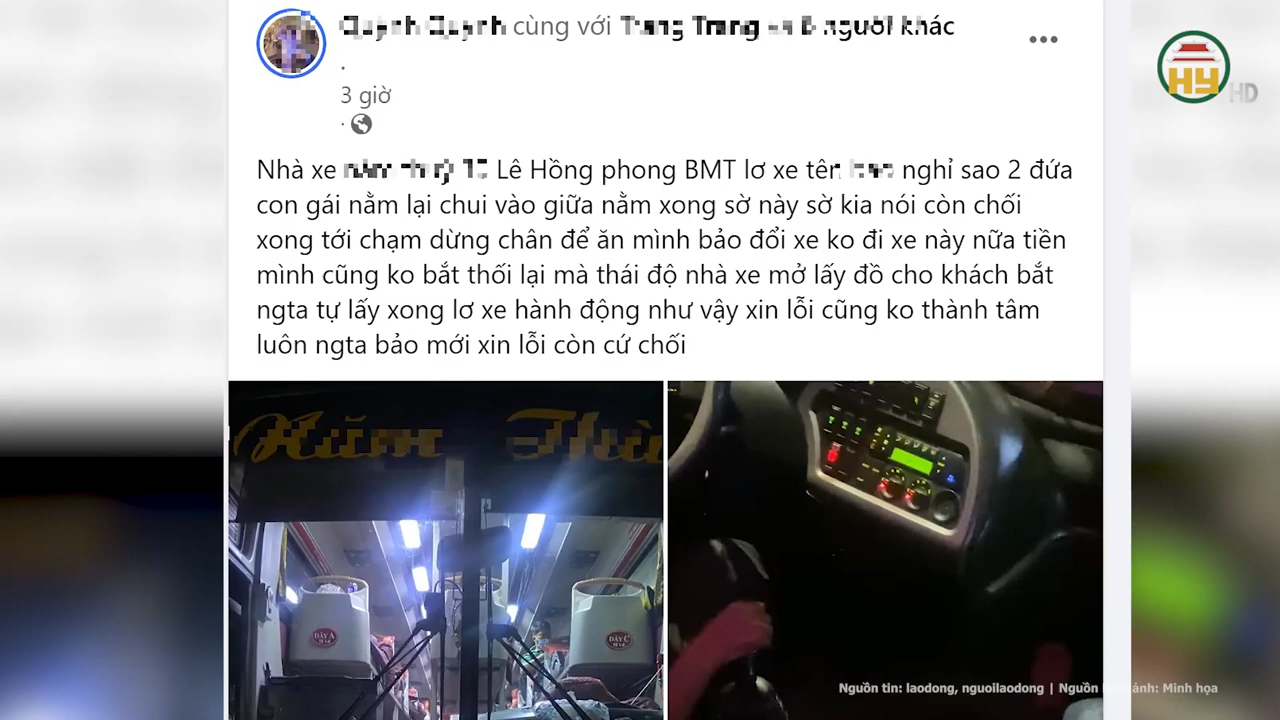 cùng với
người khác
3 giờ
Nhà xe Lê Hồng phong BMT lơ xe tên nghỉ sao 2 đứa
con gái nằm lại chui vào giữa nằm xong sờ này sờ kia nói còn chối
xong tới chạm dừng chân để ăn mình bảo đổi xe ko đi xe này nữa tiền
mình cũng ko bắt thối lại mà thái độ nhà xe mở lấy đồ cho khách bắt
ngta tự lấy xong lơ xe hành động như vậy xin lỗi cũng ko thành tâm
luôn ngta bảo mới xin lỗi còn cứ chối
HY HD
DÃY A
DÃY C
Nguồn tin: laodong, nguoilaodong | Nguồn ảnh: Minh họa